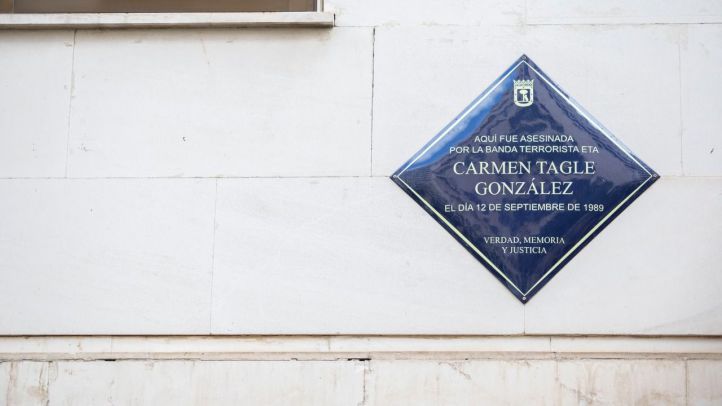 AQUÍ FUE ASESINADA
POR LA BANDA TERRORISTA ETA
CARMEN TAGLE
GONZÁLEZ
EL DÍA 12 DE SEPTIEMBRE DE 1989
VERDAD, MEMORIA
Y JUSTICIA